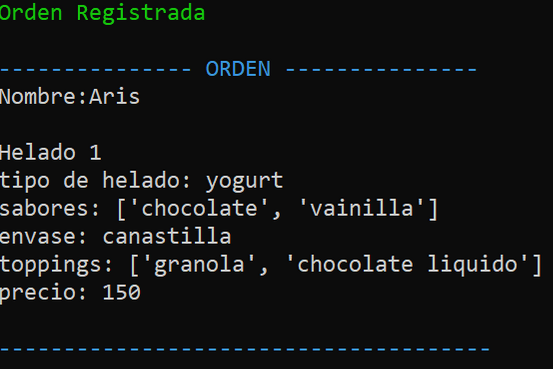 Orden Registrada
--------------- ORDEN ---------------
Nombre:Aris
Helado 1
tipo de helado: yogurt
sabores: ['chocolate', 'vainilla']
envase: canastilla
toppings: ['granola', 'chocolate liquido']
precio: 150
--------------------------------------